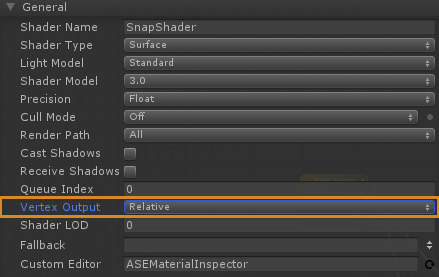 General
Shader Name SnapShader
Shader Type Surface
Light Model Standard
Shader Model 3.0
Precision Float
Cull Mode Off
Render Path All
Cast Shadows
Receive Shadows
Queue Index 0
Vertex Output Relative
Shader LOD 0
Fallback
Custom Editor ASEMaterialInspector